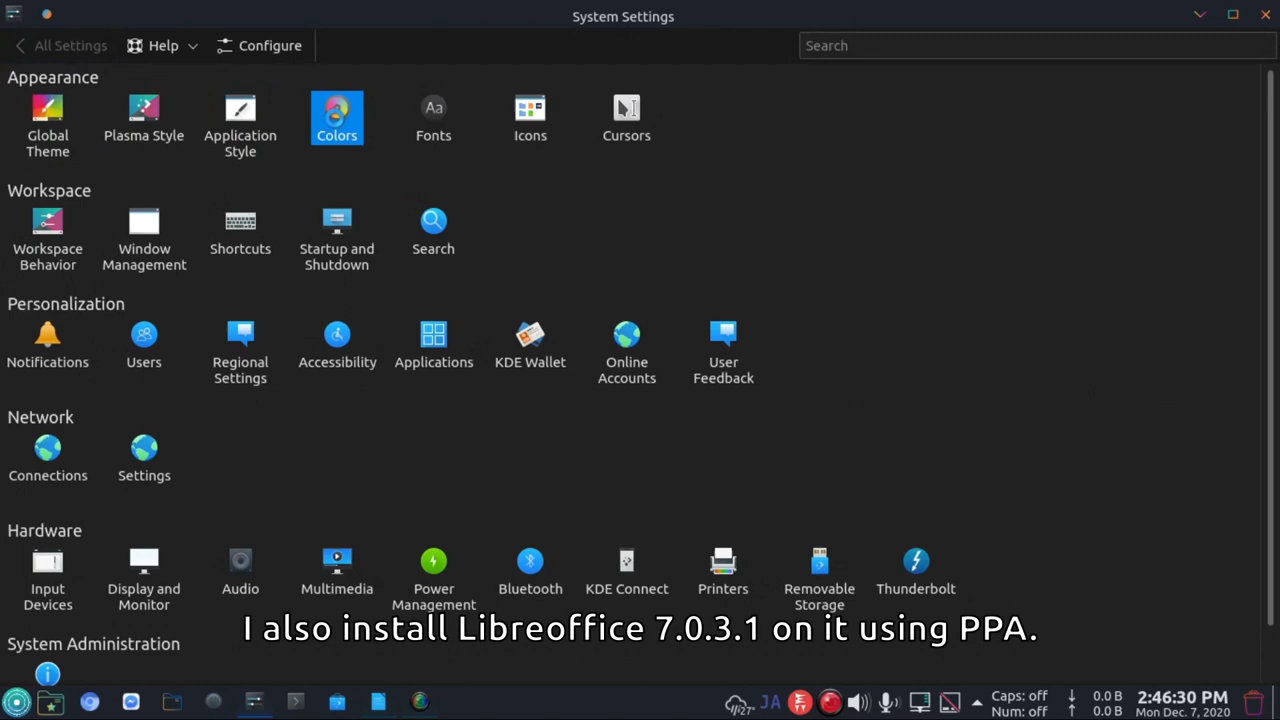 System Settings
All Settings
Help
Configure
Search
Appearance
Global Theme
Plasma Style
Application Style
Colors
Aa
Fonts
Icons
Cursors
Workspace
Workspace Behavior
Window Management
Shortcuts
Startup and Shutdown
Search
Personalization
Notifications
Users
Regional Settings
Accessibility
Applications
KDE Wallet
Online Accounts
User Feedback
Network
Connections
Settings
Hardware
Input Devices
Display and Monitor
Audio
Multimedia
Power Management
Bluetooth
KDE Connect
Printers
Removable Storage
Thunderbolt
I also install Libreoffice 7.0.3.1 on it using PPA.
System Administration
27°
JA
Caps: off
Num: off
0.0 B
0.0 B
2:46:30 PM
Mon Dec. 7, 2020